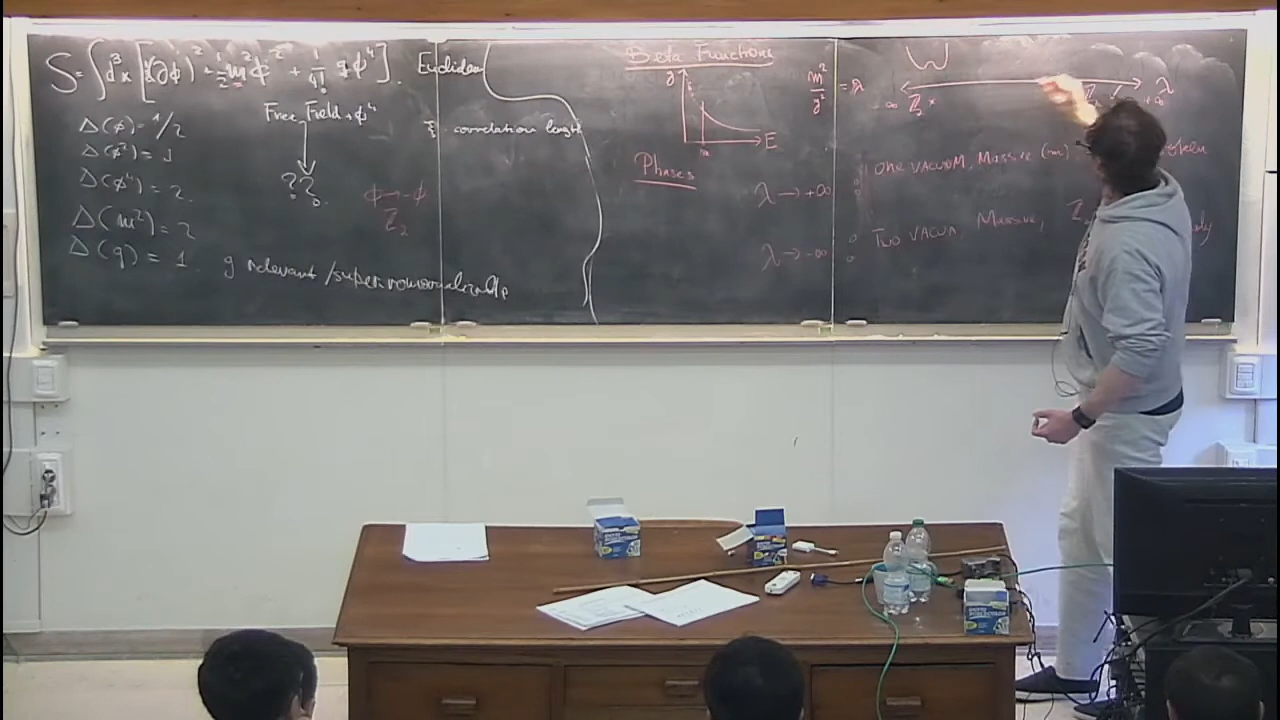 S = ∫d³x [½(∂ϕ)² + ½m²ϕ² + 1/4! gϕ⁴]. Euclidean
Δ(ϕ) = 1/2
Δ(ϕ²) = 1
Δ(ϕ⁴) = 2
Δ(m²) = 2
Δ(g) = 1. g relevant /superrenormalizable
Free Field + ϕ⁴
??
ϕ → -ϕ
Z₂
ξ: correlation length
Beta Functions
g
E
m
Phases
m²/g² = λ
λ → +∞
λ → -∞
-∞ Z₂ x
λ
+∞
ONE VACUUM, Massive (m),
Two VACUA, Massive,